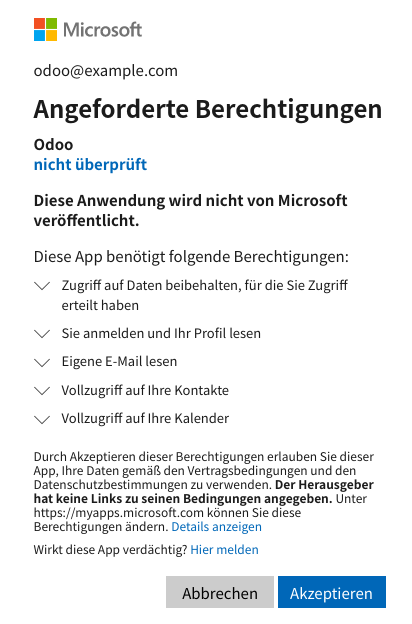 Microsoft
odoo@example.com
Angeforderte Berechtigungen
Odoo
nicht überprüft
Diese Anwendung wird nicht von Microsoft
veröffentlicht.
Diese App benötigt folgende Berechtigungen:
Zugriff auf Daten beibehalten, für die Sie Zugriff
erteilt haben
Sie anmelden und Ihr Profil lesen
Eigene E-Mail lesen
Vollzugriff auf Ihre Kontakte
Vollzugriff auf Ihre Kalender
Durch Akzeptieren dieser Berechtigungen erlauben Sie dieser
App, Ihre Daten gemäß den Vertragsbedingungen und den
Datenschutzbestimmungen zu verwenden. Der Herausgeber
hat keine Links zu seinen Bedingungen angegeben. Unter
https://myapps.microsoft.com können Sie diese
Berechtigungen ändern. Details anzeigen
Wirkt diese App verdächtig? Hier melden
Abbrechen Akzeptieren